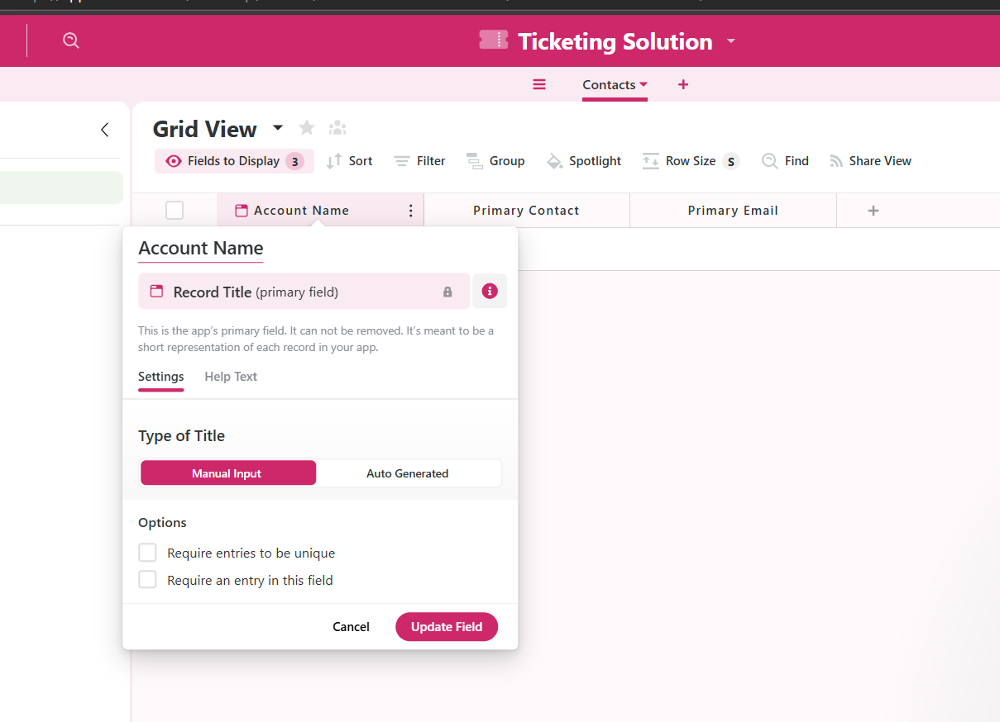 Ticketing Solution
Contacts
Grid View
Fields to Display 3 Sort Filter Group Spotlight Row Size S Find Share View
Account Name Primary Contact Primary Email
Account Name
Record Title (primary field)
This is the app's primary field. It can not be removed. It's meant to be a
short representation of each record in your app.
Settings Help Text
Type of Title
Manual Input Auto Generated
Options
Require entries to be unique
Require an entry in this field
Cancel Update Field